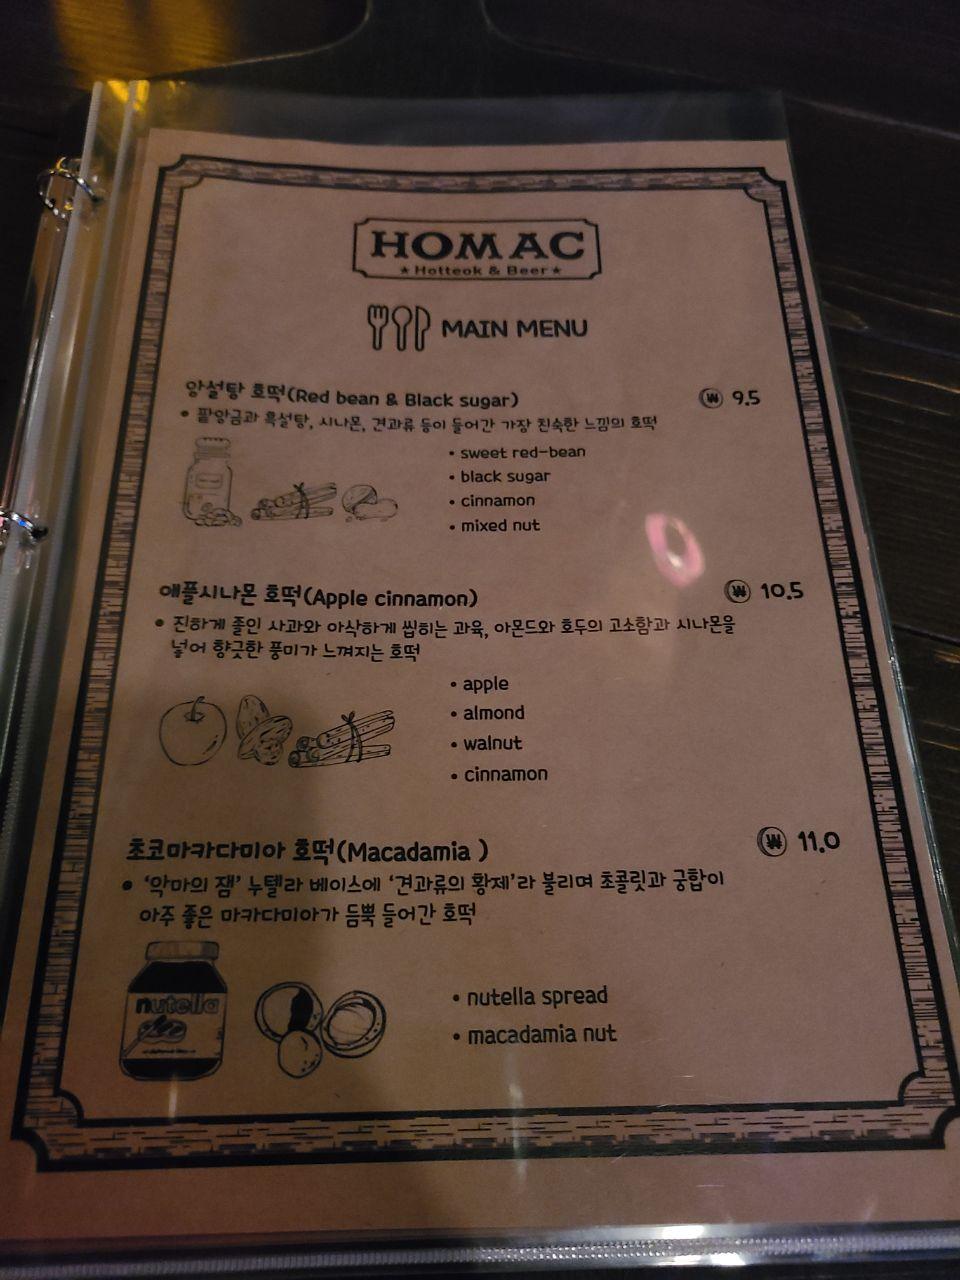 HOMAC
★ Hotteok & Beer ★
MAIN MENU
앙설탕 호떡(Red bean & Black sugar) ₩ 9.5
• 팥앙금과 흑설탕, 시나몬, 견과류 등이 들어간 가장 친숙한 느낌의 호떡
• sweet red-bean
• black sugar
• cinnamon
• mixed nut
애플시나몬 호떡(Apple cinnamon) ₩ 10.5
• 진하게 졸인 사과와 아삭하게 씹히는 과육, 아몬드와 호두의 고소함과 시나몬을
넣어 향긋한 풍미가 느껴지는 호떡
• apple
• almond
• walnut
• cinnamon
초코마카다미아 호떡(Macadamia ) ₩ 11.0
• '악마의 잼' 누텔라 베이스에 '견과류의 황제'라 불리며 초콜릿과 궁합이
아주 좋은 마카다미아가 듬뿍 들어간 호떡
nutella
• nutella spread
• macadamia nut